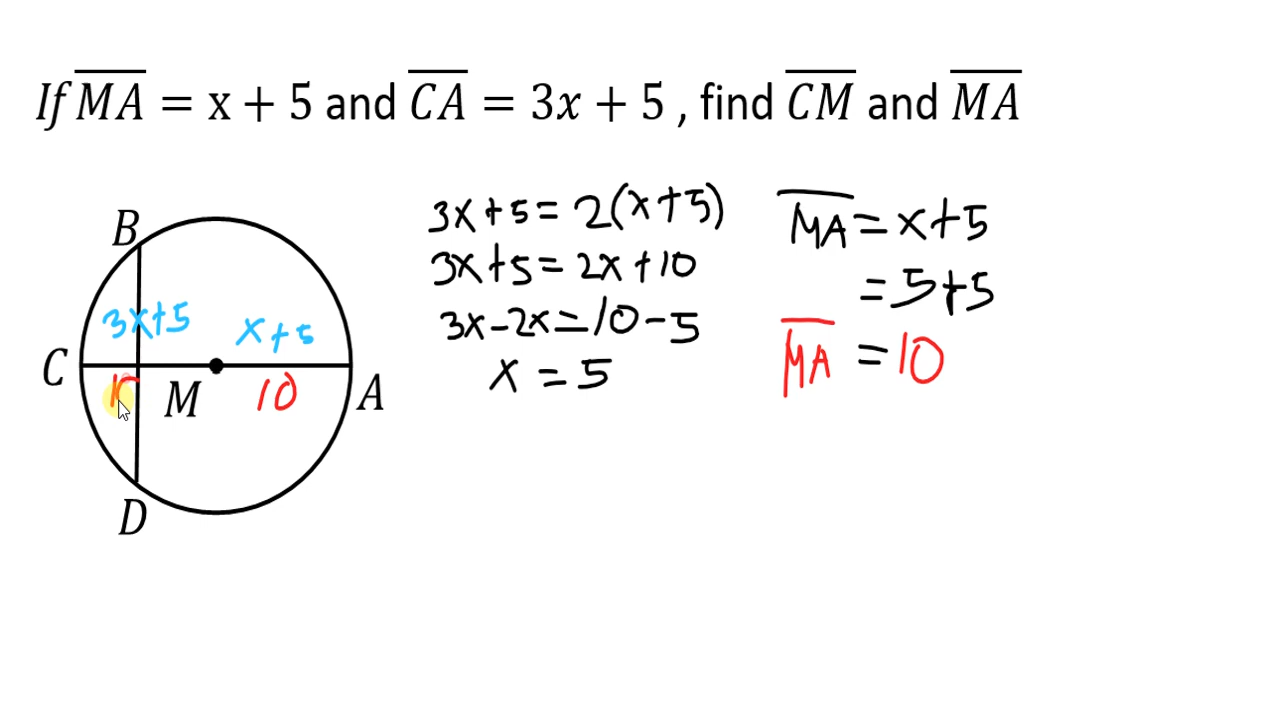 If MA = x + 5 and CA = 3x + 5 , find CM and MA
B
3x+5
x+5
C
M
10
A
D
3x+5=2(x+5)
3x+5=2x+10
3x-2x=10-5
x = 5
MA=x+5
=5+5
MA =10